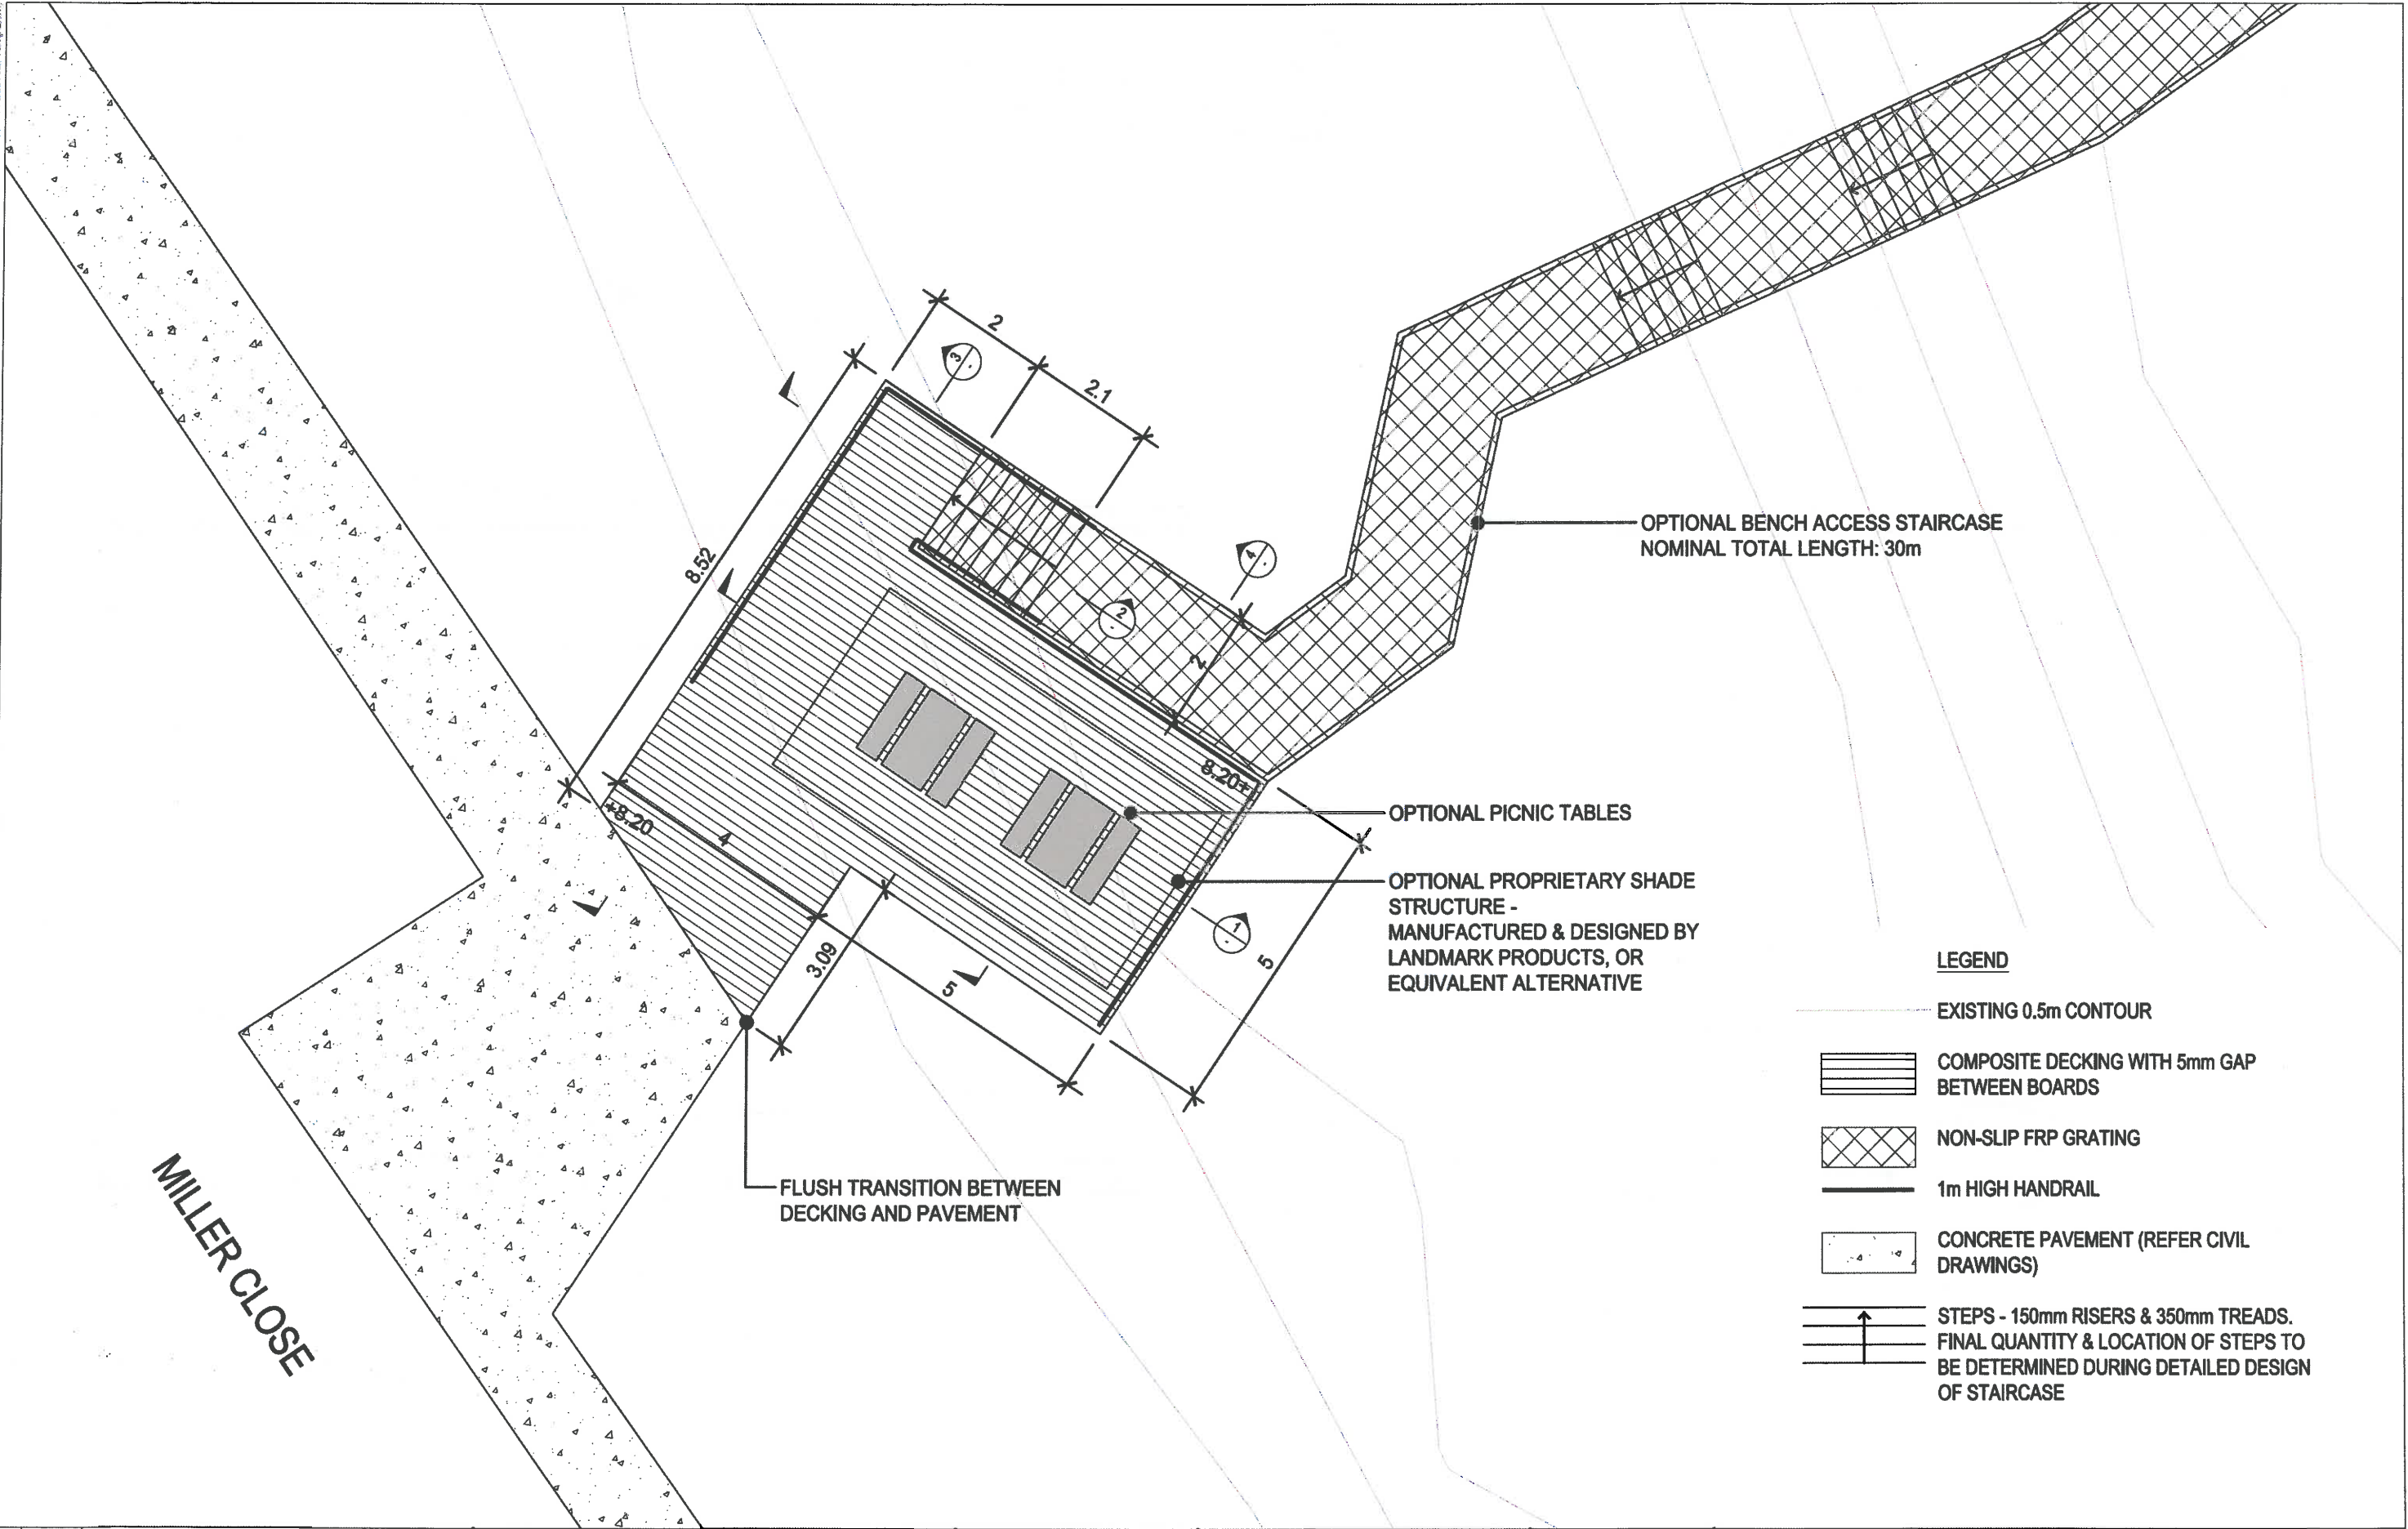 2
3
-
2.1
8.52
4
-
2
-
2
OPTIONAL BENCH ACCESS STAIRCASE
NOMINAL TOTAL LENGTH: 30m
8.20+
+8.20
4
OPTIONAL PICNIC TABLES
OPTIONAL PROPRIETARY SHADE
STRUCTURE -
MANUFACTURED & DESIGNED BY
LANDMARK PRODUCTS, OR
EQUIVALENT ALTERNATIVE
1
-
3.09
5
5
FLUSH TRANSITION BETWEEN
DECKING AND PAVEMENT
MILLER CLOSE
LEGEND
EXISTING 0.5m CONTOUR
COMPOSITE DECKING WITH 5mm GAP
BETWEEN BOARDS
NON-SLIP FRP GRATING
1m HIGH HANDRAIL
CONCRETE PAVEMENT (REFER CIVIL
DRAWINGS)
STEPS - 150mm RISERS & 350mm TREADS.
FINAL QUANTITY & LOCATION OF STEPS TO
BE DETERMINED DURING DETAILED DESIGN
OF STAIRCASE